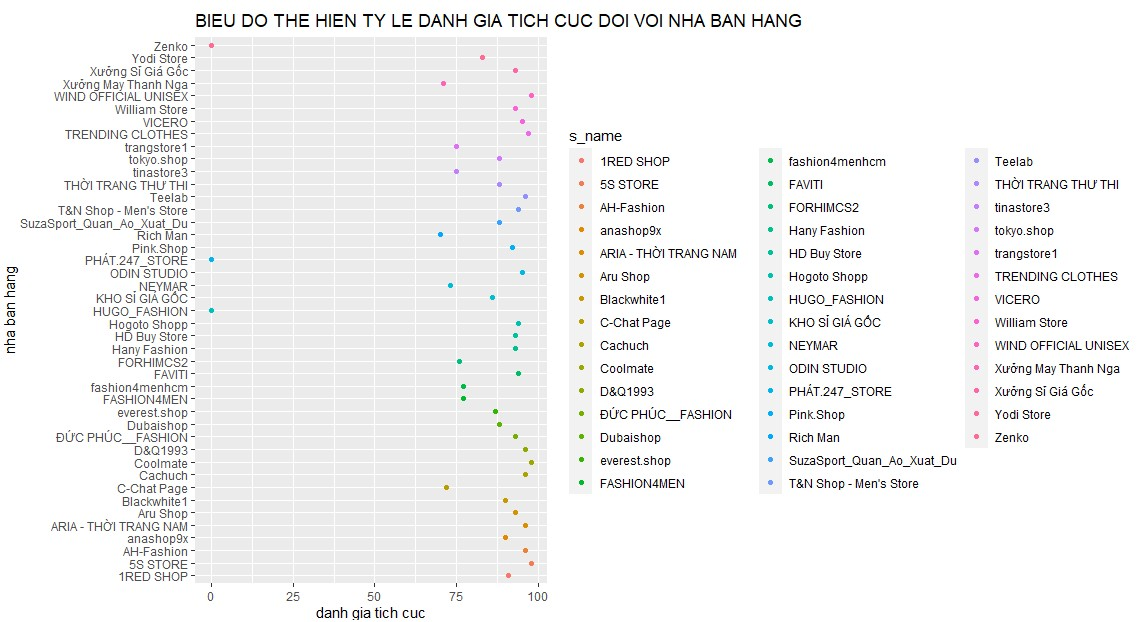 BIEU DO THE HIEN TY LE DANH GIA TICH CUC DOI VOI NHA BAN HANG
nha ban hang
Zenko
Yodi Store
Xưởng Sỉ Giá Gốc
Xưởng May Thanh Nga
WIND OFFICIAL UNISEX
William Store
VICERO
TRENDING CLOTHES
trangstore1
tokyo.shop
tinastore3
THỜI TRANG THƯ THI
Teelab
T&N Shop - Men's Store
SuzaSport_Quan_Ao_Xuat_Du
Rich Man
Pink.Shop
PHÁT.247_STORE
ODIN STUDIO
NEYMAR
KHO SỈ GIÁ GỐC
HUGO_FASHION
Hogoto Shopp
HD Buy Store
Hany Fashion
FORHIMCS2
FAVITI
fashion4menhcm
FASHION4MEN
everest.shop
Dubaishop
ĐỨC PHÚC__FASHION
D&Q1993
Coolmate
Cachuch
C-Chat Page
Blackwhite1
Aru Shop
ARIA - THỜI TRANG NAM
anashop9x
AH-Fashion
5S STORE
1RED SHOP
0 25 50 75 100
danh gia tich cuc
s_name
1RED SHOP
5S STORE
AH-Fashion
anashop9x
ARIA - THỜI TRANG NAM
Aru Shop
Blackwhite1
C-Chat Page
Cachuch
Coolmate
D&Q1993
ĐỨC PHÚC__FASHION
Dubaishop
everest.shop
FASHION4MEN
fashion4menhcm
FAVITI
FORHIMCS2
Hany Fashion
HD Buy Store
Hogoto Shopp
HUGO_FASHION
KHO SỈ GIÁ GỐC
NEYMAR
ODIN STUDIO
PHÁT.247_STORE
Pink.Shop
Rich Man
SuzaSport_Quan_Ao_Xuat_Du
T&N Shop - Men's Store
Teelab
THỜI TRANG THƯ THI
tinastore3
tokyo.shop
trangstore1
TRENDING CLOTHES
VICERO
William Store
WIND OFFICIAL UNISEX
Xưởng May Thanh Nga
Xưởng Sỉ Giá Gốc
Yodi Store
Zenko